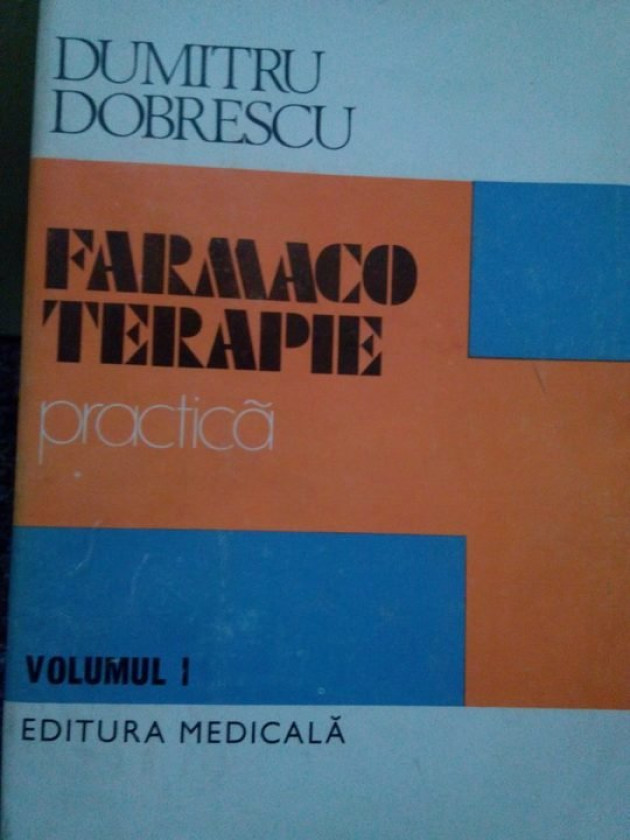 DUMITRU
DOBRESCU
FARMACO
TERAPIE
practică
VOLUMUL I
EDITURA MEDICALĂ